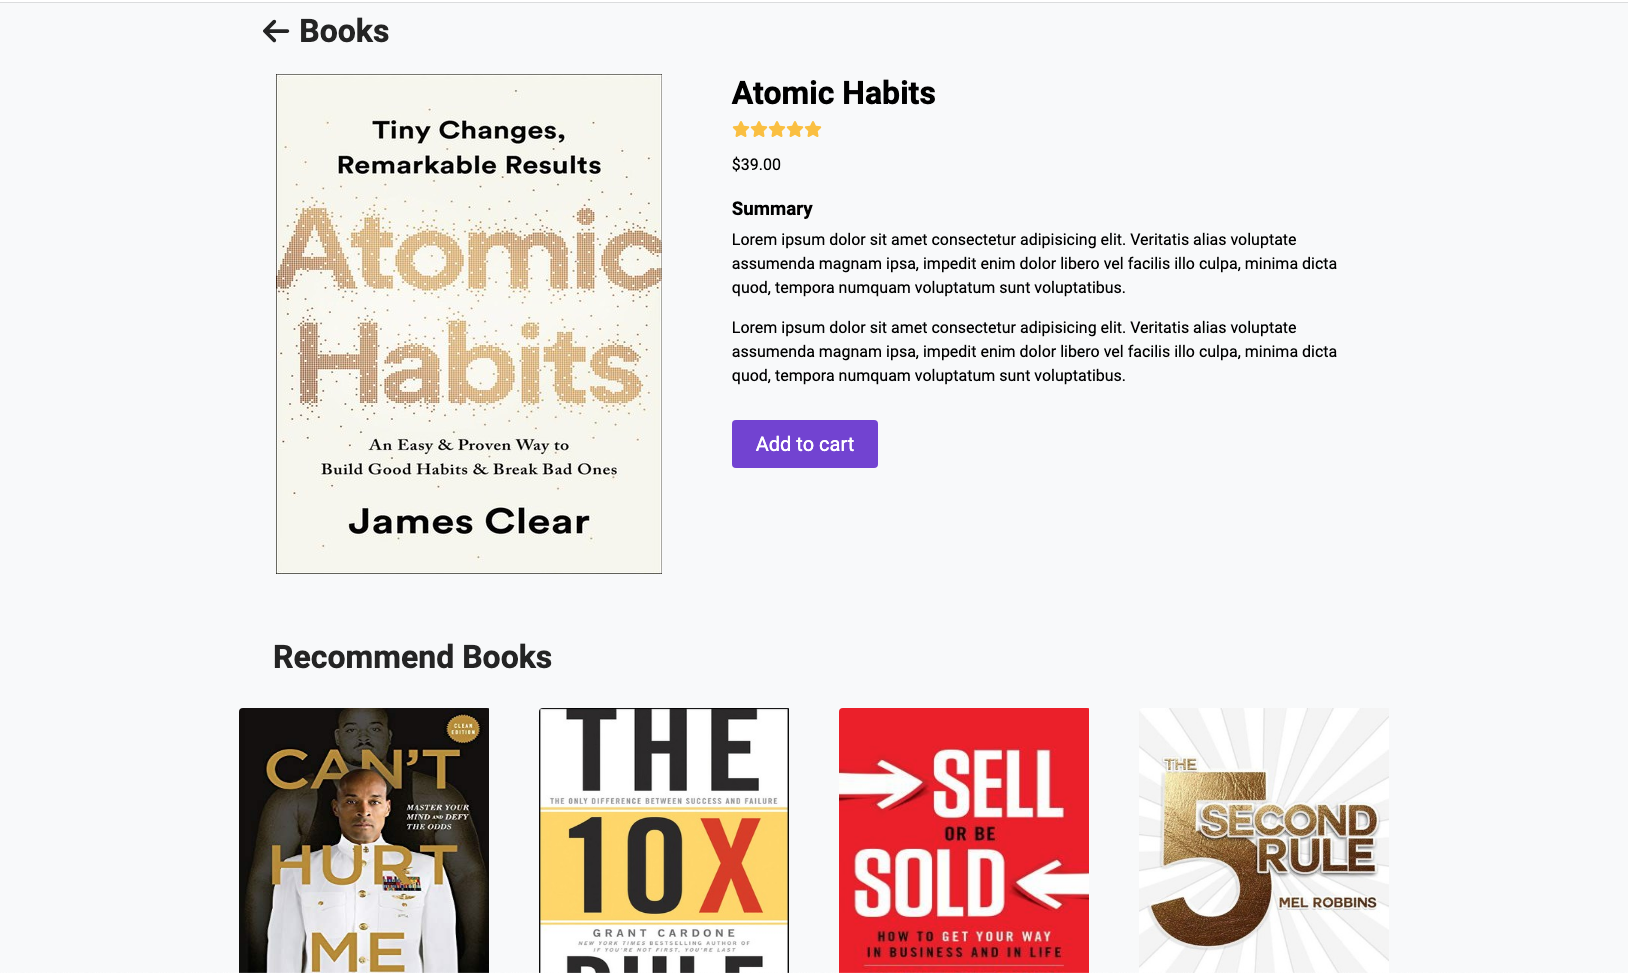 Books
Tiny Changes,
Remarkable Results
Atomic
Habits
An Easy & Proven Way to
Build Good Habits & Break Bad Ones
James Clear
Atomic Habits
$39.00
Summary
Lorem ipsum dolor sit amet consectetur adipisicing elit. Veritatis alias voluptate
assumenda magnam ipsa, impedit enim dolor libero vel facilis illo culpa, minima dicta
quod, tempora numquam voluptatum sunt voluptatibus.
Lorem ipsum dolor sit amet consectetur adipisicing elit. Veritatis alias voluptate
assumenda magnam ipsa, impedit enim dolor libero vel facilis illo culpa, minima dicta
quod, tempora numquam voluptatum sunt voluptatibus.
Add to cart
Recommend Books
CLEAN
EDITION
CAN'T
MASTER YOUR
MIND AND DEFY
THE ODDS
HURT
ME
THE
THE ONLY DIFFERENCE BETWEEN SUCCESS AND FAILURE
10X
GRANT CARDONE
NEW YORK TIMES BESTSELLING AUTHOR OF
IF YOU'RE NOT FIRST, YOU'RE LAST
RULE
SELL
OR BE
SOLD
HOW TO GET YOUR WAY
IN BUSINESS AND IN LIFE
THE
5
SECOND
RULE
MEL ROBBINS